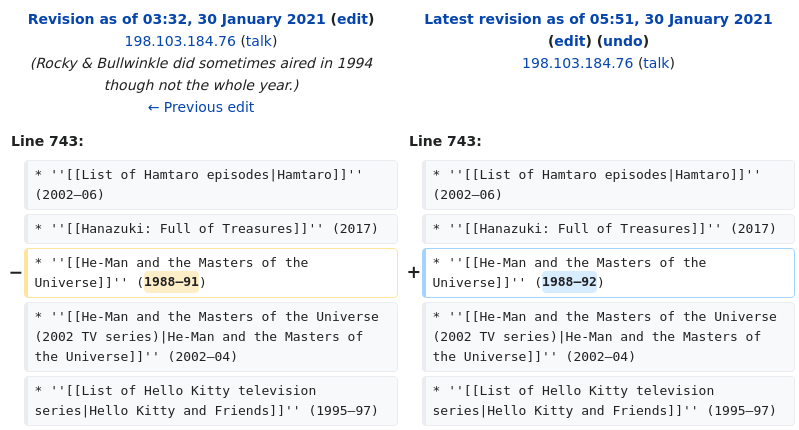 Revision as of 03:32, 30 January 2021 (edit)
198.103.184.76 (talk)
(Rocky & Bullwinkle did sometimes aired in 1994
though not the whole year.)
← Previous edit
Latest revision as of 05:51, 30 January 2021
(edit) (undo)
198.103.184.76 (talk)
Line 743:
* ''[[List of Hamtaro episodes|Hamtaro]]''
(2002–06)
* ''[[Hanazuki: Full of Treasures]]'' (2017)
− * ''[[He-Man and the Masters of the
Universe]]'' (1988–91)
* ''[[He-Man and the Masters of the Universe
(2002 TV series)|He-Man and the Masters of
the Universe]]'' (2002–04)
* ''[[List of Hello Kitty television
series|Hello Kitty and Friends]]'' (1995–97)
Line 743:
* ''[[List of Hamtaro episodes|Hamtaro]]''
(2002–06)
* ''[[Hanazuki: Full of Treasures]]'' (2017)
+ * ''[[He-Man and the Masters of the
Universe]]'' (1988–92)
* ''[[He-Man and the Masters of the Universe
(2002 TV series)|He-Man and the Masters of
the Universe]]'' (2002–04)
* ''[[List of Hello Kitty television
series|Hello Kitty and Friends]]'' (1995–97)